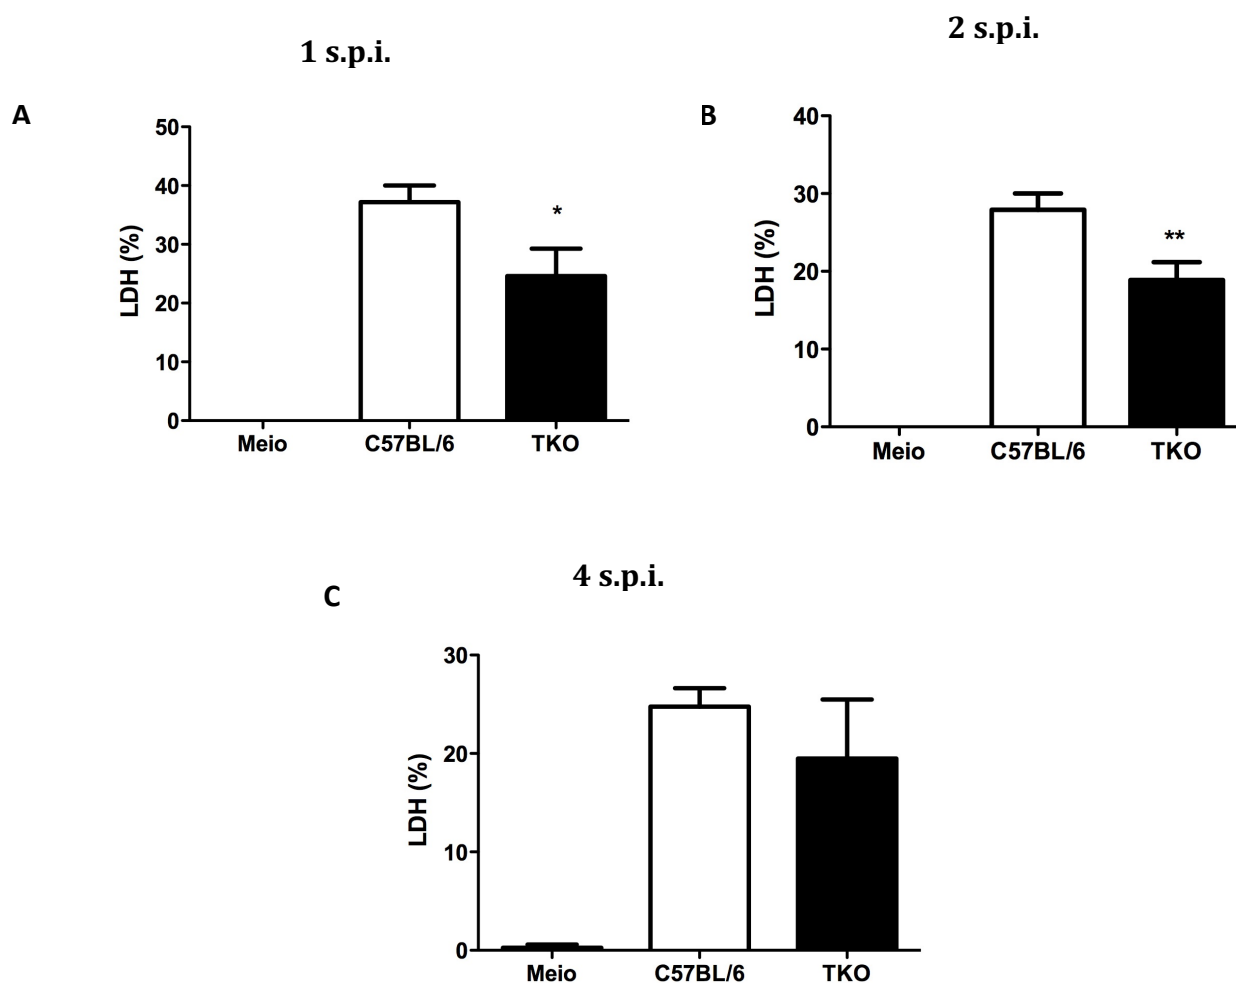 1 s.p.i.
2 s.p.i.
A
50
40
30
20
10
0
LDH (%)
Meio C57BL/6 TKO
*
B
40
30
20
10
0
LDH (%)
Meio C57BL/6 TKO
**
4 s.p.i.
C
30
20
10
0
LDH (%)
Meio C57BL/6 TKO